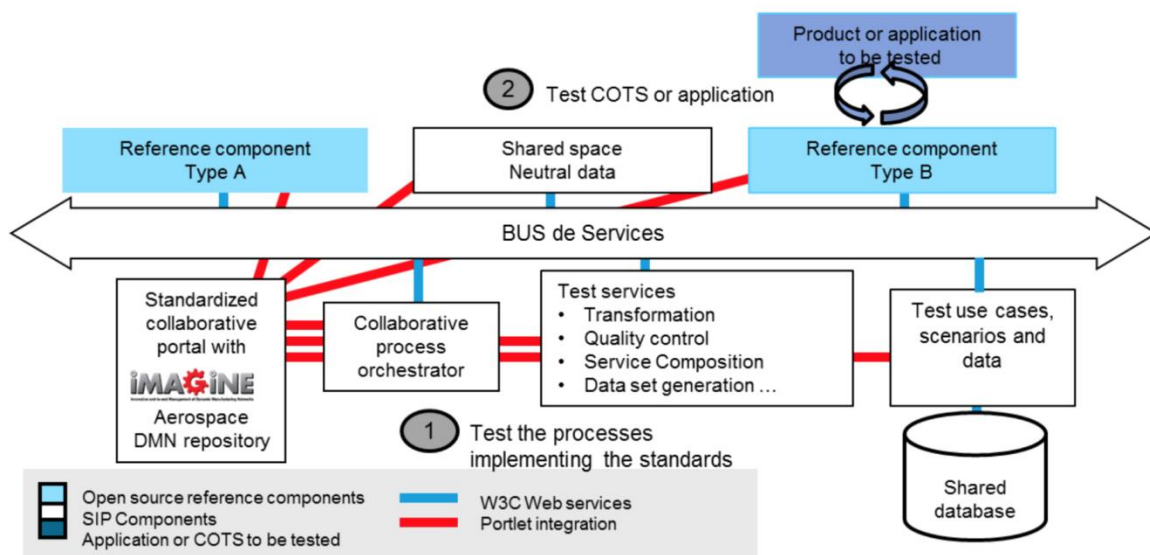 Product or application
to be tested
2
Test COTS or application
Reference component
Type A
Shared space
Neutral data
Reference component
Type B
BUS de Services
Standardized
collaborative
portal with
iMAGiNE
Aerospace
DMN repository
Collaborative
process
orchestrator
Test services
• Transformation
• Quality control
• Service Composition
• Data set generation ...
Test use cases,
scenarios and
data
1
Test the processes
implementing the standards
Shared
database
Open source reference components
SIP Components
Application or COTS to be tested
W3C Web services
Portlet integration